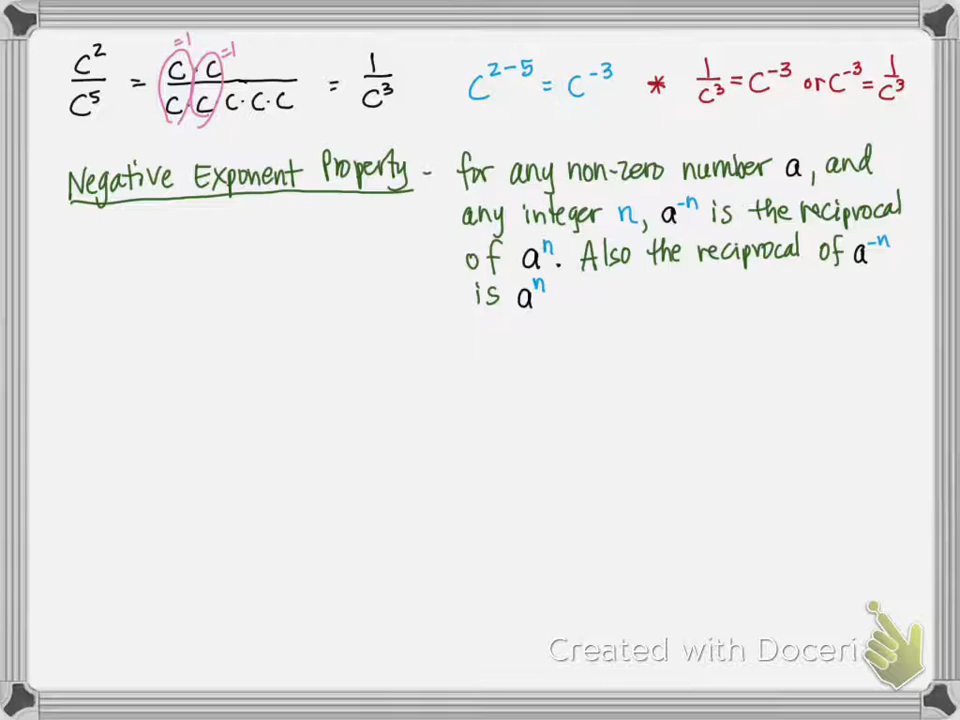 =1 =1
c²/c⁵ = c·c/c·c c·c·c = 1/c³ c²⁻⁵ = c⁻³ * 1/c³ = c⁻³ or c⁻³ = 1/c³
Negative Exponent Property - for any non-zero number a, and
any integer n, a⁻ⁿ is the reciprocal
of aⁿ. Also the reciprocal of a⁻ⁿ
is aⁿ
Created with Doceri